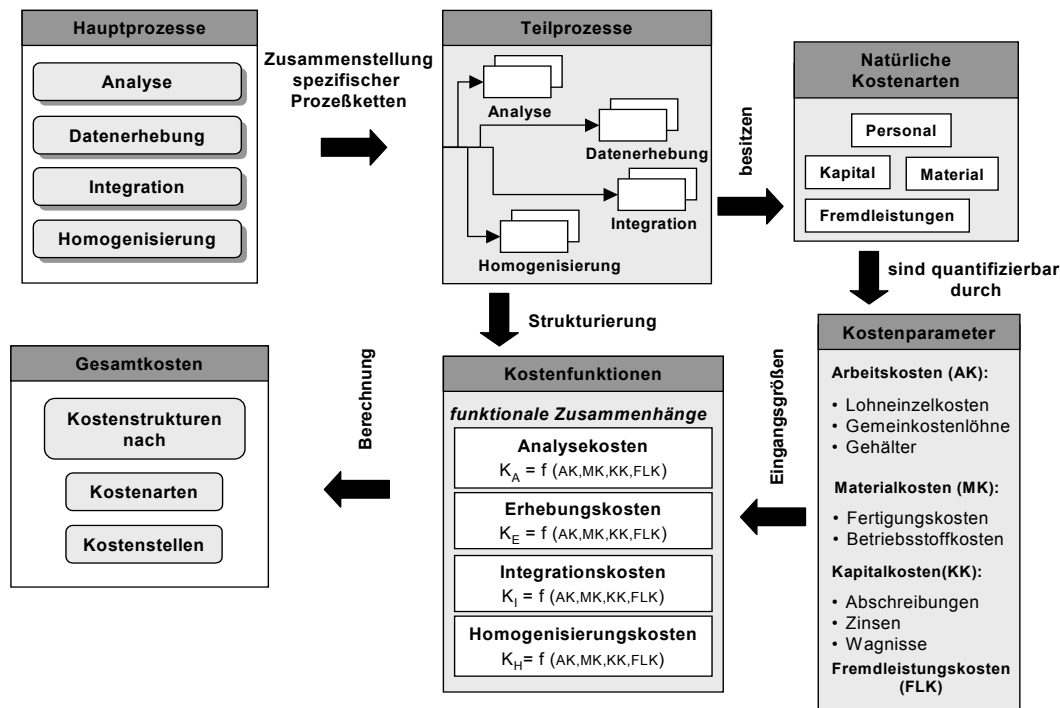 Hauptprozesse
Analyse
Datenerhebung
Integration
Homogenisierung
Zusammenstellung
spezifischer
Prozeßketten
Teilprozesse
Analyse
Datenerhebung
Integration
Homogenisierung
besitzen
Natürliche
Kostenarten
Personal
Kapital
Material
Fremdleistungen
sind quantifizierbar
durch
Kostenparameter
Arbeitskosten (AK):
• Lohneinzelkosten
• Gemeinkostenlöhne
• Gehälter
Materialkosten (MK):
• Fertigungskosten
• Betriebsstoffkosten
Kapitalkosten(KK):
• Abschreibungen
• Zinsen
• Wagnisse
Fremdleistungskosten
(FLK)
Eingangsgrößen
Strukturierung
Kostenfunktionen
funktionale Zusammenhänge
Analysekosten
K_A = f (AK,MK,KK,FLK)
Erhebungskosten
K_E = f (AK,MK,KK,FLK)
Integrationskosten
K_I = f (AK,MK,KK,FLK)
Homogenisierungskosten
K_H= f (AK,MK,KK,FLK)
Berechnung
Gesamtkosten
Kostenstrukturen
nach
Kostenarten
Kostenstellen